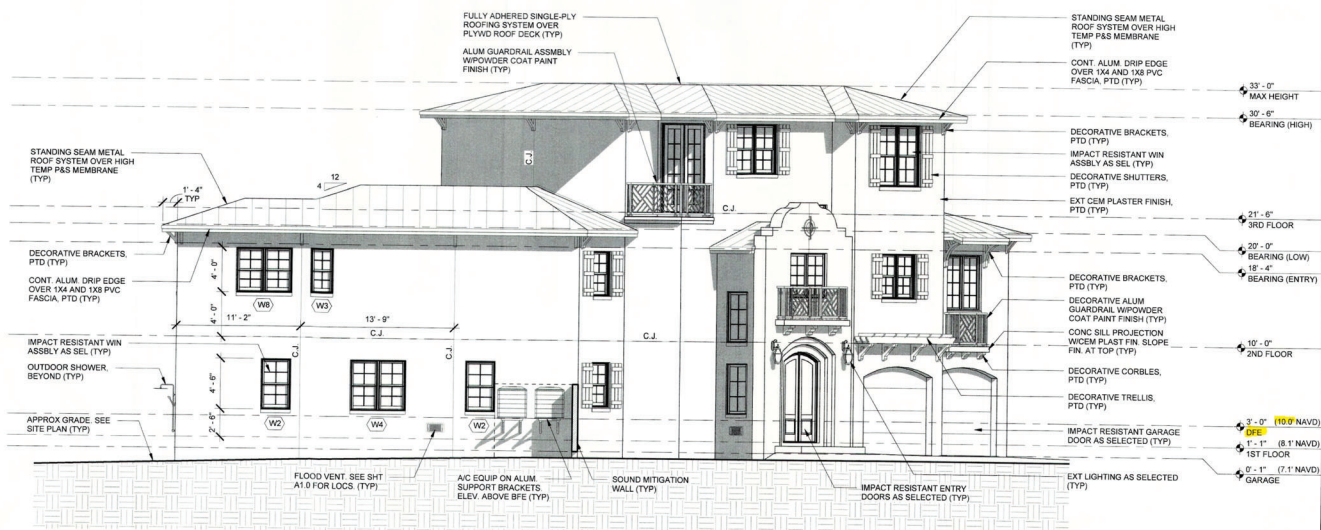 FULLY ADHERED SINGLE-PLY
ROOFING SYSTEM OVER
PLYWD ROOF DECK (TYP)
ALUM GUARDRAIL ASSMBLY
W/POWDER COAT PAINT
FINISH (TYP)
STANDING SEAM METAL
ROOF SYSTEM OVER HIGH
TEMP P&S MEMBRANE
(TYP)
CONT. ALUM. DRIP EDGE
OVER 1X4 AND 1X8 PVC
FASCIA, PTD (TYP)
33' - 0"
MAX HEIGHT
30' - 6"
BEARING (HIGH)
DECORATIVE BRACKETS,
PTD (TYP)
IMPACT RESISTANT WIN
ASSBLY AS SEL (TYP)
DECORATIVE SHUTTERS,
PTD (TYP)
EXT CEM PLASTER FINISH,
PTD (TYP)
21' - 6"
3RD FLOOR
20' - 0"
BEARING (LOW)
18' - 4"
BEARING (ENTRY)
DECORATIVE BRACKETS,
PTD (TYP)
DECORATIVE ALUM
GUARDRAIL W/POWDER
COAT PAINT FINISH (TYP)
CONC SILL PROJECTION
W/CEM PLAST FIN. SLOPE
FIN. AT TOP (TYP)
10' - 0"
2ND FLOOR
DECORATIVE CORBLES,
PTD (TYP)
DECORATIVE TRELLIS,
PTD (TYP)
IMPACT RESISTANT GARAGE
DOOR AS SELECTED (TYP)
3' - 0" (10.0' NAVD)
DFE
1' - 1" (8.1' NAVD)
1ST FLOOR
0' - 1" (7.1' NAVD)
GARAGE
EXT LIGHTING AS SELECTED
(TYP)
STANDING SEAM METAL
ROOF SYSTEM OVER HIGH
TEMP P&S MEMBRANE
(TYP)
1' - 4"
TYP
12
4
C.J.
C.J.
DECORATIVE BRACKETS,
PTD (TYP)
CONT. ALUM. DRIP EDGE
OVER 1X4 AND 1X8 PVC
FASCIA, PTD (TYP)
4' - 0"
W8
W3
4' - 0"
11' - 2"
13' - 9"
C.J.
C.J.
C.J.
C.J.
IMPACT RESISTANT WIN
ASSBLY AS SEL (TYP)
OUTDOOR SHOWER,
BEYOND (TYP)
4' - 6"
W2
W4
W2
2' - 6"
APPROX GRADE. SEE
SITE PLAN (TYP)
FLOOD VENT. SEE SHT
A1.0 FOR LOCS. (TYP)
A/C EQUIP ON ALUM.
SUPPORT BRACKETS.
ELEV. ABOVE BFE (TYP)
SOUND MITIGATION
WALL (TYP)
IMPACT RESISTANT ENTRY
DOORS AS SELECTED (TYP)